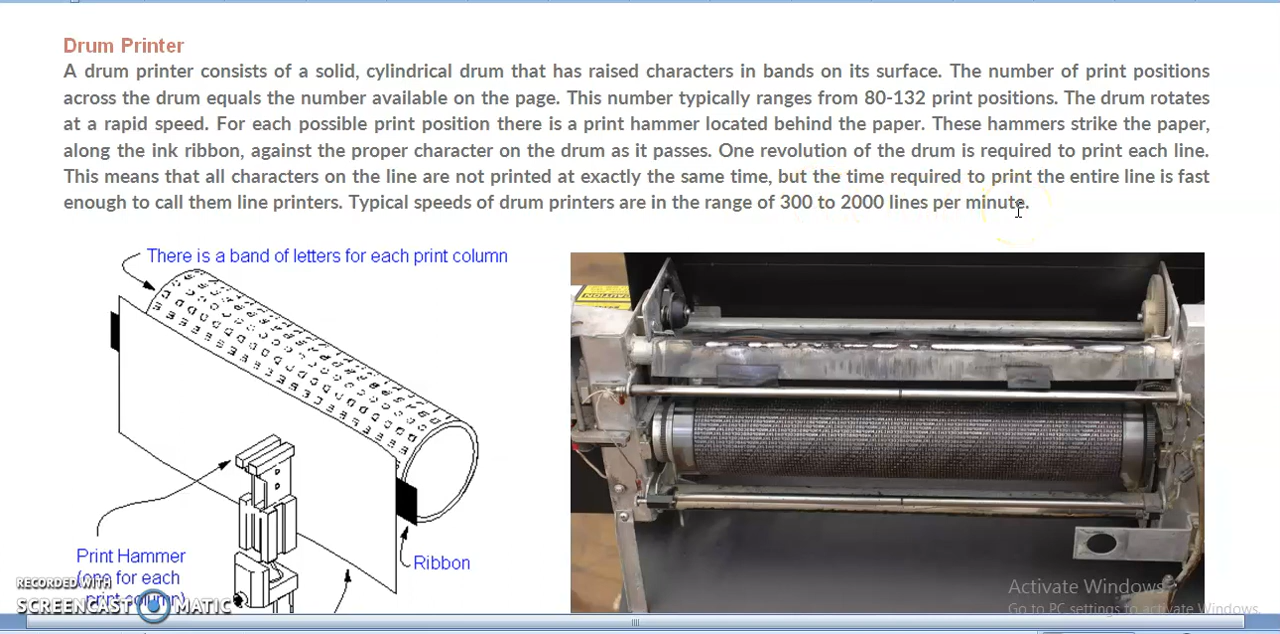 Drum Printer
A drum printer consists of a solid, cylindrical drum that has raised characters in bands on its surface. The number of print positions
across the drum equals the number available on the page. This number typically ranges from 80-132 print positions. The drum rotates
at a rapid speed. For each possible print position there is a print hammer located behind the paper. These hammers strike the paper,
along the ink ribbon, against the proper character on the drum as it passes. One revolution of the drum is required to print each line.
This means that all characters on the line are not printed at exactly the same time, but the time required to print the entire line is fast
enough to call them line printers. Typical speeds of drum printers are in the range of 300 to 2000 lines per minute.
There is a band of letters for each print column
CAUTION
Print Hammer
(one for each
print column)
Ribbon
RECORDED WITH
SCREENCAST MATIC
Activate Windows
Go to PC settings to activate Windows.